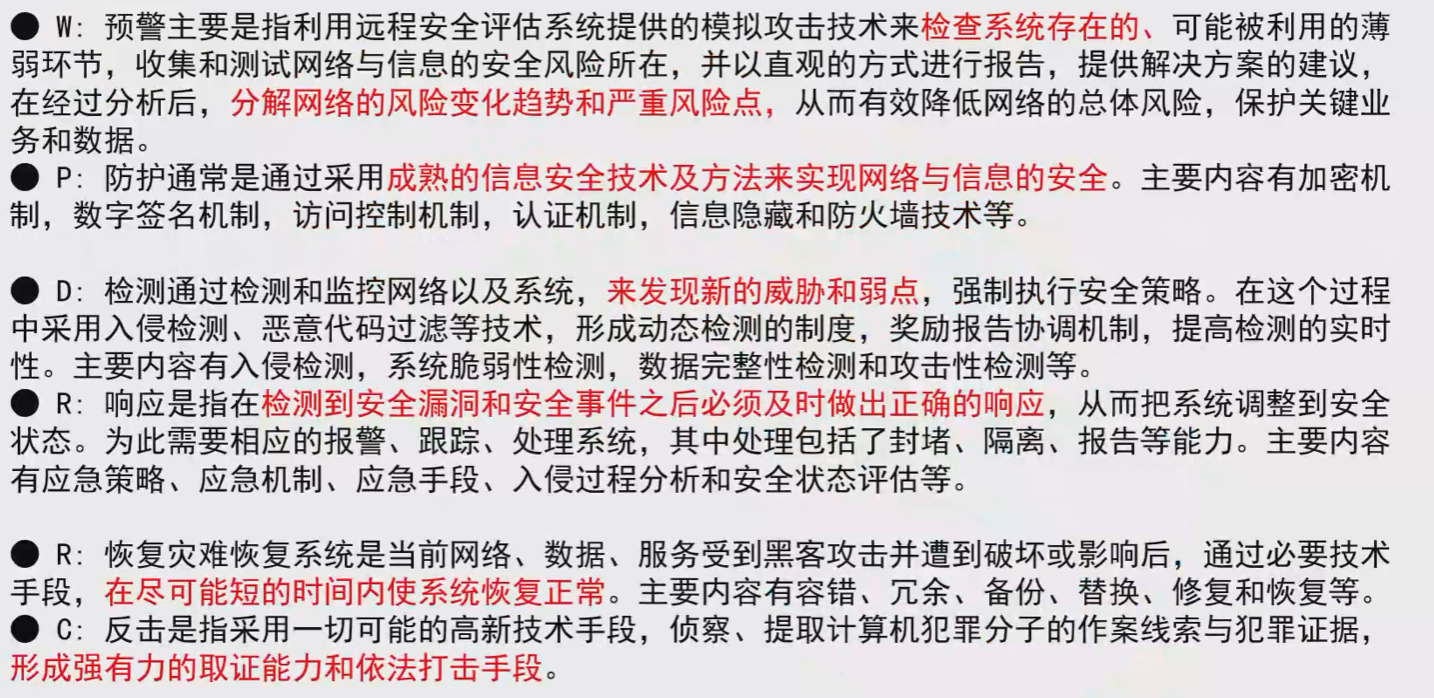 ● W: 预警主要是指利用远程安全评估系统提供的模拟攻击技术来检查系统存在的、可能被利用的薄
弱环节，收集和测试网络与信息的安全风险所在，并以直观的方式进行报告，提供解决方案的建议，
在经过分析后，分解网络的风险变化趋势和严重风险点，从而有效降低网络的总体风险，保护关键业
务和数据。
● P: 防护通常是通过采用成熟的信息安全技术及方法来实现网络与信息的安全。主要内容有加密机
制，数字签名机制，访问控制机制，认证机制，信息隐藏和防火墙技术等。
● D: 检测通过检测和监控网络以及系统，来发现新的威胁和弱点，强制执行安全策略。在这个过程
中采用入侵检测、恶意代码过滤等技术，形成动态检测的制度，奖励报告协调机制，提高检测的实时
性。主要内容有入侵检测，系统脆弱性检测，数据完整性检测和攻击性检测等。
● R: 响应是指在检测到安全漏洞和安全事件之后必须及时做出正确的响应，从而把系统调整到安全
状态。为此需要相应的报警、跟踪、处理系统，其中处理包括了封堵、隔离、报告等能力。主要内容
有应急策略、应急机制、应急手段、入侵过程分析和安全状态评估等。
● R: 恢复灾难恢复系统是当前网络、数据、服务受到黑客攻击并遭到破坏或影响后，通过必要技术
手段，在尽可能短的时间内使系统恢复正常。主要内容有容错、冗余、备份、替换、修复和恢复等。
● C: 反击是指采用一切可能的高新技术手段，侦察、提取计算机犯罪分子的作案线索与犯罪证据，
形成强有力的取证能力和依法打击手段。